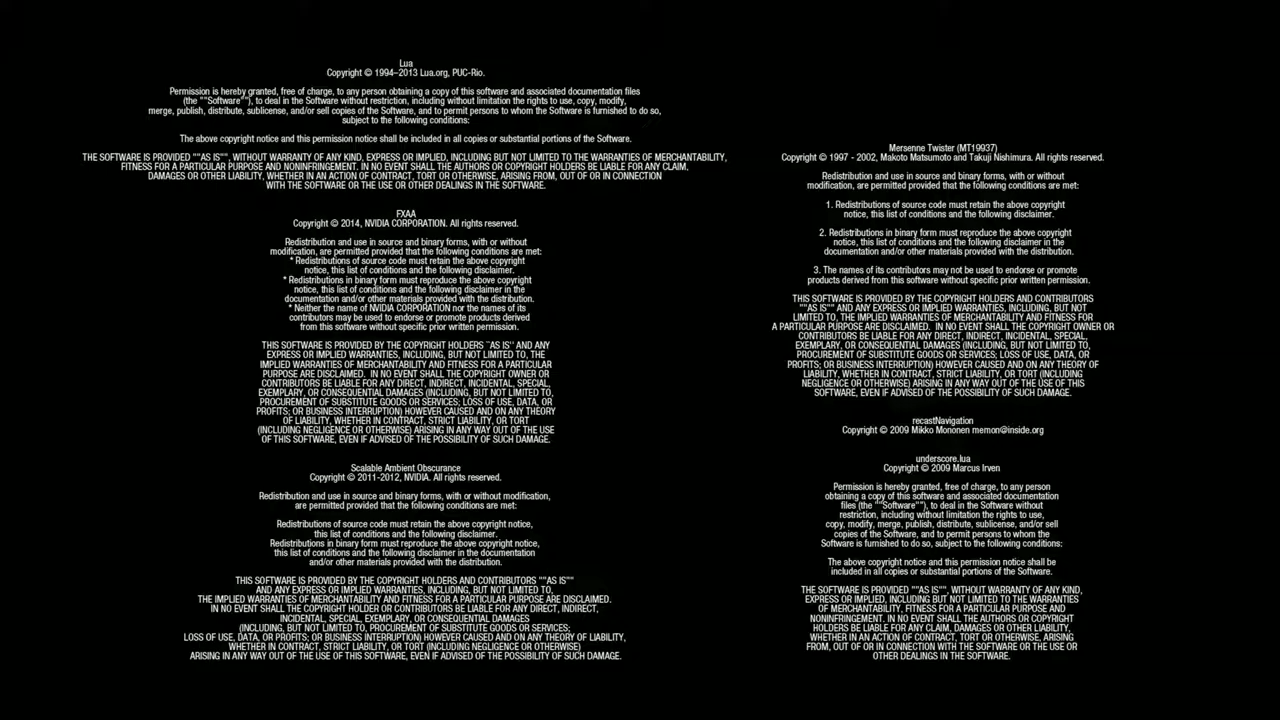 Lua
Copyright © 1994–2013 Lua.org, PUC-Rio.
Permission is hereby granted, free of charge, to any person obtaining a copy of this software and associated documentation files
(the ""Software""), to deal in the Software without restriction, including without limitation the rights to use, copy, modify,
merge, publish, distribute, sublicense, and/or sell copies of the Software, and to permit persons to whom the Software is furnished to do so,
subject to the following conditions:
The above copyright notice and this permission notice shall be included in all copies or substantial portions of the Software.
THE SOFTWARE IS PROVIDED ""AS IS"", WITHOUT WARRANTY OF ANY KIND, EXPRESS OR IMPLIED, INCLUDING BUT NOT LIMITED TO THE WARRANTIES OF MERCHANTABILITY,
FITNESS FOR A PARTICULAR PURPOSE AND NONINFRINGEMENT. IN NO EVENT SHALL THE AUTHORS OR COPYRIGHT HOLDERS BE LIABLE FOR ANY CLAIM,
DAMAGES OR OTHER LIABILITY, WHETHER IN AN ACTION OF CONTRACT, TORT OR OTHERWISE, ARISING FROM, OUT OF OR IN CONNECTION
WITH THE SOFTWARE OR THE USE OR OTHER DEALINGS IN THE SOFTWARE.
FXAA
Copyright © 2014, NVIDIA CORPORATION. All rights reserved.
Redistribution and use in source and binary forms, with or without
modification, are permitted provided that the following conditions are met:
* Redistributions of source code must retain the above copyright
notice, this list of conditions and the following disclaimer.
* Redistributions in binary form must reproduce the above copyright
notice, this list of conditions and the following disclaimer in the
documentation and/or other materials provided with the distribution.
* Neither the name of NVIDIA CORPORATION nor the names of its
contributors may be used to endorse or promote products derived
from this software without specific prior written permission.
THIS SOFTWARE IS PROVIDED BY THE COPYRIGHT HOLDERS ``AS IS'' AND ANY
EXPRESS OR IMPLIED WARRANTIES, INCLUDING, BUT NOT LIMITED TO, THE
IMPLIED WARRANTIES OF MERCHANTABILITY AND FITNESS FOR A PARTICULAR
PURPOSE ARE DISCLAIMED.  IN NO EVENT SHALL THE COPYRIGHT OWNER OR
CONTRIBUTORS BE LIABLE FOR ANY DIRECT, INDIRECT, INCIDENTAL, SPECIAL,
EXEMPLARY, OR CONSEQUENTIAL DAMAGES (INCLUDING, BUT NOT LIMITED TO,
PROCUREMENT OF SUBSTITUTE GOODS OR SERVICES; LOSS OF USE, DATA, OR
PROFITS; OR BUSINESS INTERRUPTION) HOWEVER CAUSED AND ON ANY THEORY
OF LIABILITY, WHETHER IN CONTRACT, STRICT LIABILITY, OR TORT
(INCLUDING NEGLIGENCE OR OTHERWISE) ARISING IN ANY WAY OUT OF THE USE
OF THIS SOFTWARE, EVEN IF ADVISED OF THE POSSIBILITY OF SUCH DAMAGE.
Scalable Ambient Obscurance
Copyright © 2011-2012, NVIDIA. All rights reserved.
Redistribution and use in source and binary forms, with or without modification,
are permitted provided that the following conditions are met:
Redistributions of source code must retain the above copyright notice,
this list of conditions and the following disclaimer.
Redistributions in binary form must reproduce the above copyright notice,
this list of conditions and the following disclaimer in the documentation
and/or other materials provided with the distribution.
THIS SOFTWARE IS PROVIDED BY THE COPYRIGHT HOLDERS AND CONTRIBUTORS ""AS IS""
AND ANY EXPRESS OR IMPLIED WARRANTIES, INCLUDING, BUT NOT LIMITED TO,
THE IMPLIED WARRANTIES OF MERCHANTABILITY AND FITNESS FOR A PARTICULAR PURPOSE ARE DISCLAIMED.
IN NO EVENT SHALL THE COPYRIGHT HOLDER OR CONTRIBUTORS BE LIABLE FOR ANY DIRECT, INDIRECT,
INCIDENTAL, SPECIAL, EXEMPLARY, OR CONSEQUENTIAL DAMAGES
(INCLUDING, BUT NOT LIMITED TO, PROCUREMENT OF SUBSTITUTE GOODS OR SERVICES;
LOSS OF USE, DATA, OR PROFITS; OR BUSINESS INTERRUPTION) HOWEVER CAUSED AND ON ANY THEORY OF LIABILITY,
WHETHER IN CONTRACT, STRICT LIABILITY, OR TORT (INCLUDING NEGLIGENCE OR OTHERWISE)
ARISING IN ANY WAY OUT OF THE USE OF THIS SOFTWARE, EVEN IF ADVISED OF THE POSSIBILITY OF SUCH DAMAGE.
Mersenne Twister (MT19937)
Copyright © 1997 - 2002, Makoto Matsumoto and Takuji Nishimura. All rights reserved.
Redistribution and use in source and binary forms, with or without
modification, are permitted provided that the following conditions are met:
1. Redistributions of source code must retain the above copyright
notice, this list of conditions and the following disclaimer.
2. Redistributions in binary form must reproduce the above copyright
notice, this list of conditions and the following disclaimer in the
documentation and/or other materials provided with the distribution.
3. The names of its contributors may not be used to endorse or promote
products derived from this software without specific prior written permission.
THIS SOFTWARE IS PROVIDED BY THE COPYRIGHT HOLDERS AND CONTRIBUTORS
""AS IS"" AND ANY EXPRESS OR IMPLIED WARRANTIES, INCLUDING, BUT NOT
LIMITED TO, THE IMPLIED WARRANTIES OF MERCHANTABILITY AND FITNESS FOR
A PARTICULAR PURPOSE ARE DISCLAIMED.  IN NO EVENT SHALL THE COPYRIGHT OWNER OR
CONTRIBUTORS BE LIABLE FOR ANY DIRECT, INDIRECT, INCIDENTAL, SPECIAL,
EXEMPLARY, OR CONSEQUENTIAL DAMAGES (INCLUDING, BUT NOT LIMITED TO,
PROCUREMENT OF SUBSTITUTE GOODS OR SERVICES; LOSS OF USE, DATA, OR
PROFITS; OR BUSINESS INTERRUPTION) HOWEVER CAUSED AND ON ANY THEORY OF
LIABILITY, WHETHER IN CONTRACT, STRICT LIABILITY, OR TORT (INCLUDING
NEGLIGENCE OR OTHERWISE) ARISING IN ANY WAY OUT OF THE USE OF THIS
SOFTWARE, EVEN IF ADVISED OF THE POSSIBILITY OF SUCH DAMAGE.
recastNavigation
Copyright © 2009 Mikko Mononen memon@inside.org
underscore.lua
Copyright © 2009 Marcus Irven
Permission is hereby granted, free of charge, to any person
obtaining a copy of this software and associated documentation
files (the ""Software""), to deal in the Software without
restriction, including without limitation the rights to use,
copy, modify, merge, publish, distribute, sublicense, and/or sell
copies of the Software, and to permit persons to whom the
Software is furnished to do so, subject to the following conditions:
The above copyright notice and this permission notice shall be
included in all copies or substantial portions of the Software.
THE SOFTWARE IS PROVIDED ""AS IS"", WITHOUT WARRANTY OF ANY KIND,
EXPRESS OR IMPLIED, INCLUDING BUT NOT LIMITED TO THE WARRANTIES
OF MERCHANTABILITY, FITNESS FOR A PARTICULAR PURPOSE AND
NONINFRINGEMENT. IN NO EVENT SHALL THE AUTHORS OR COPYRIGHT
HOLDERS BE LIABLE FOR ANY CLAIM, DAMAGES OR OTHER LIABILITY,
WHETHER IN AN ACTION OF CONTRACT, TORT OR OTHERWISE, ARISING
FROM, OUT OF OR IN CONNECTION WITH THE SOFTWARE OR THE USE OR
OTHER DEALINGS IN THE SOFTWARE.